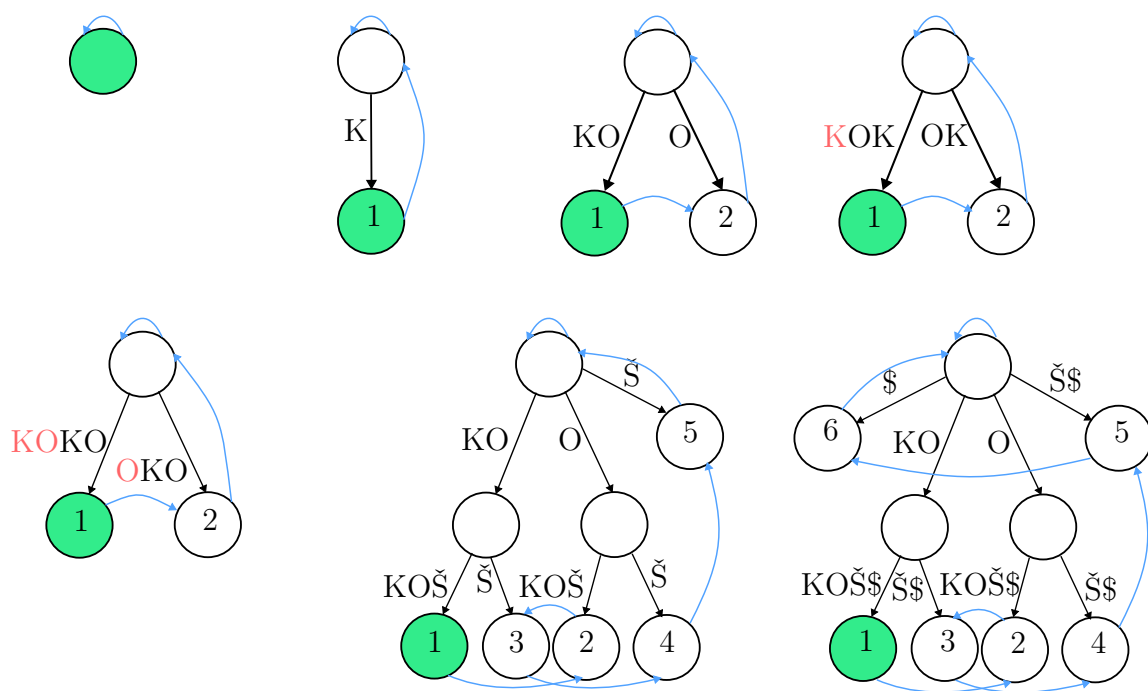 K
1
KO O
1 2
KOK OK
1 2
KOKO OKO
1 2
Š
5
KO O
KOŠ Š KOŠ Š
1 3 2 4
$ Š$
6 5
KO O
KOŠ$ Š$ KOŠ$ Š$
1 3 2 4